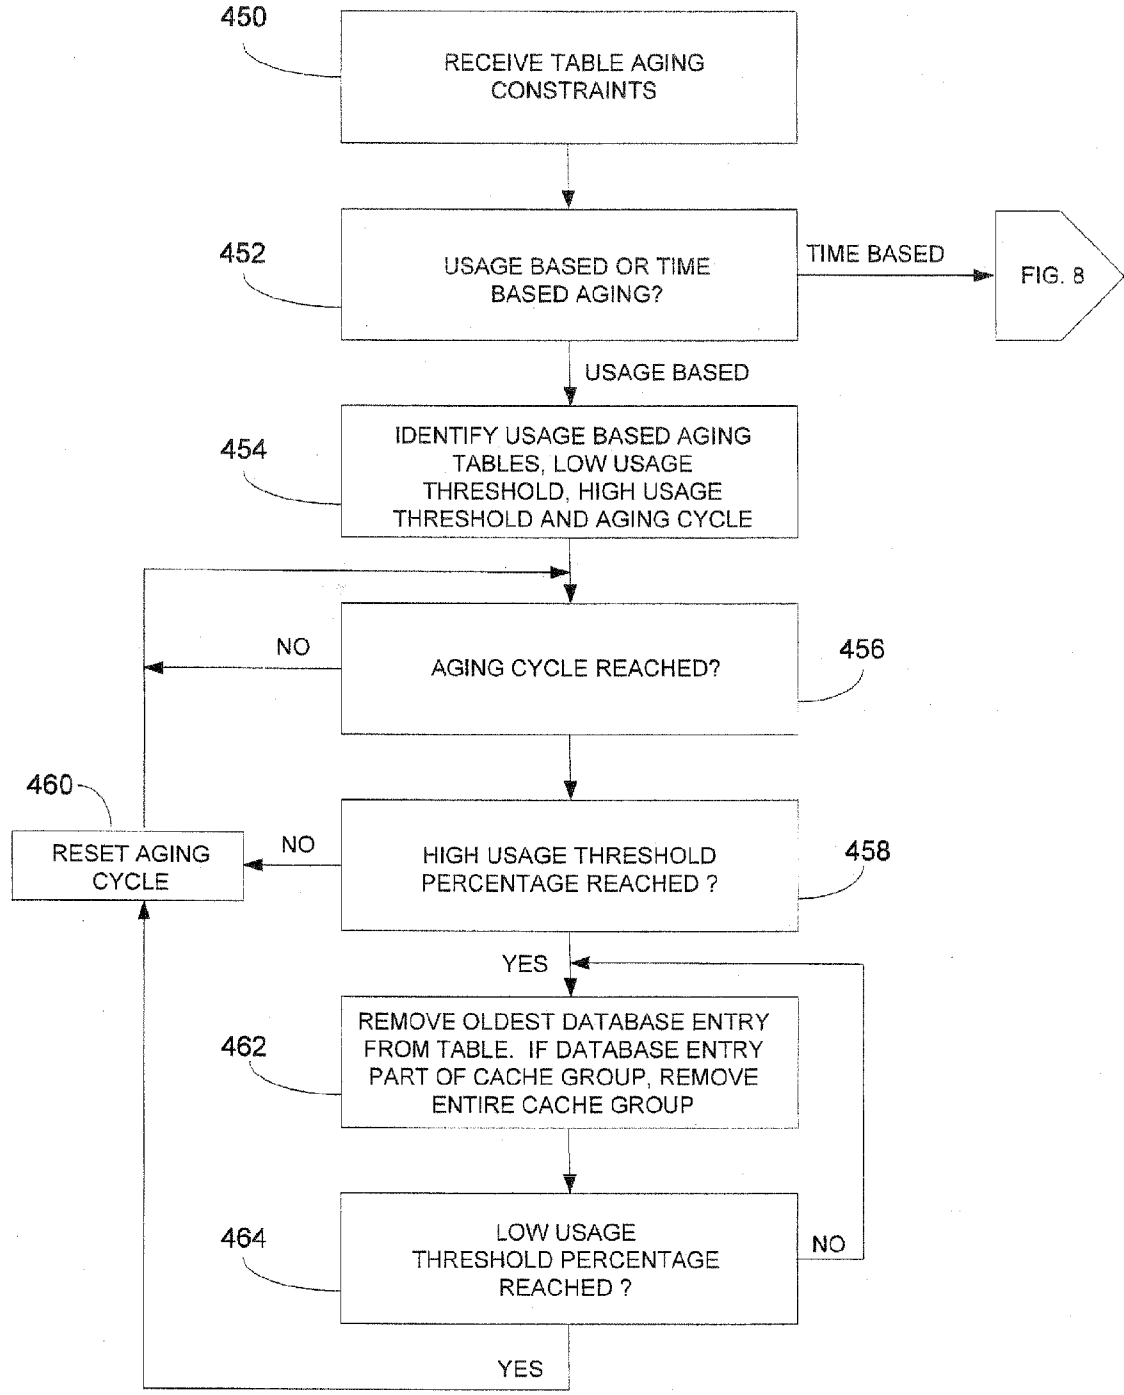 450
RECEIVE TABLE AGING
CONSTRAINTS
452
USAGE BASED OR TIME
BASED AGING?
TIME BASED
FIG. 8
USAGE BASED
454
IDENTIFY USAGE BASED AGING
TABLES, LOW USAGE
THRESHOLD, HIGH USAGE
THRESHOLD AND AGING CYCLE
NO
AGING CYCLE REACHED?
456
460
RESET AGING
CYCLE
NO
HIGH USAGE THRESHOLD
PERCENTAGE REACHED ?
458
YES
462
REMOVE OLDEST DATABASE ENTRY
FROM TABLE. IF DATABASE ENTRY
PART OF CACHE GROUP, REMOVE
ENTIRE CACHE GROUP
464
LOW USAGE
THRESHOLD PERCENTAGE
REACHED ?
NO
YES